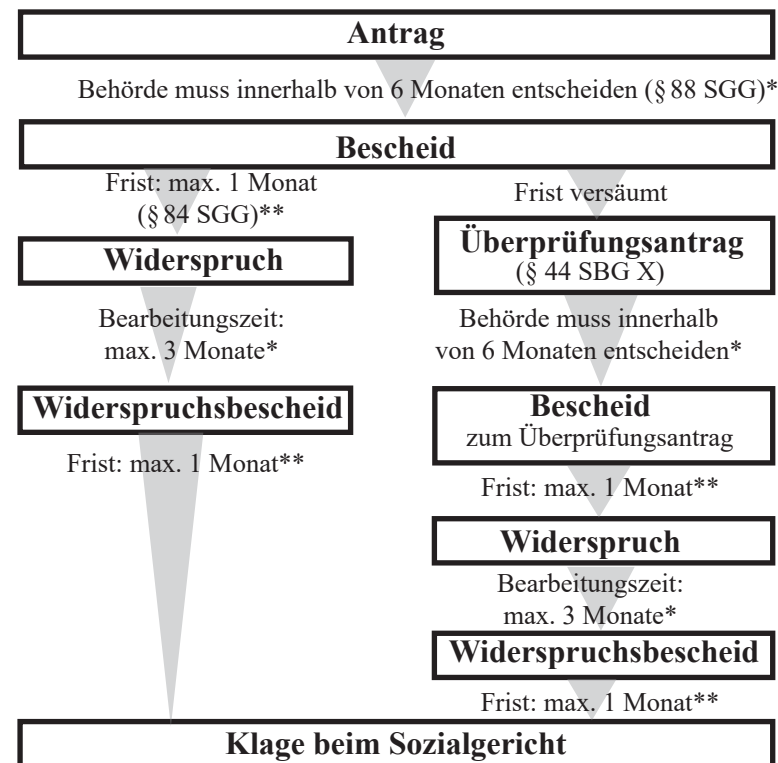 Antrag
Behörde muss innerhalb von 6 Monaten entscheiden (§ 88 SGG)*
Bescheid
Frist: max. 1 Monat
(§ 84 SGG)**
Widerspruch
Bearbeitungszeit:
max. 3 Monate*
Widerspruchsbescheid
Frist: max. 1 Monat**
Frist versäumt
Überprüfungsantrag
(§ 44 SBG X)
Behörde muss innerhalb
von 6 Monaten entscheiden*
Bescheid
zum Überprüfungsantrag
Frist: max. 1 Monat**
Widerspruch
Bearbeitungszeit:
max. 3 Monate*
Widerspruchsbescheid
Frist: max. 1 Monat**
Klage beim Sozialgericht